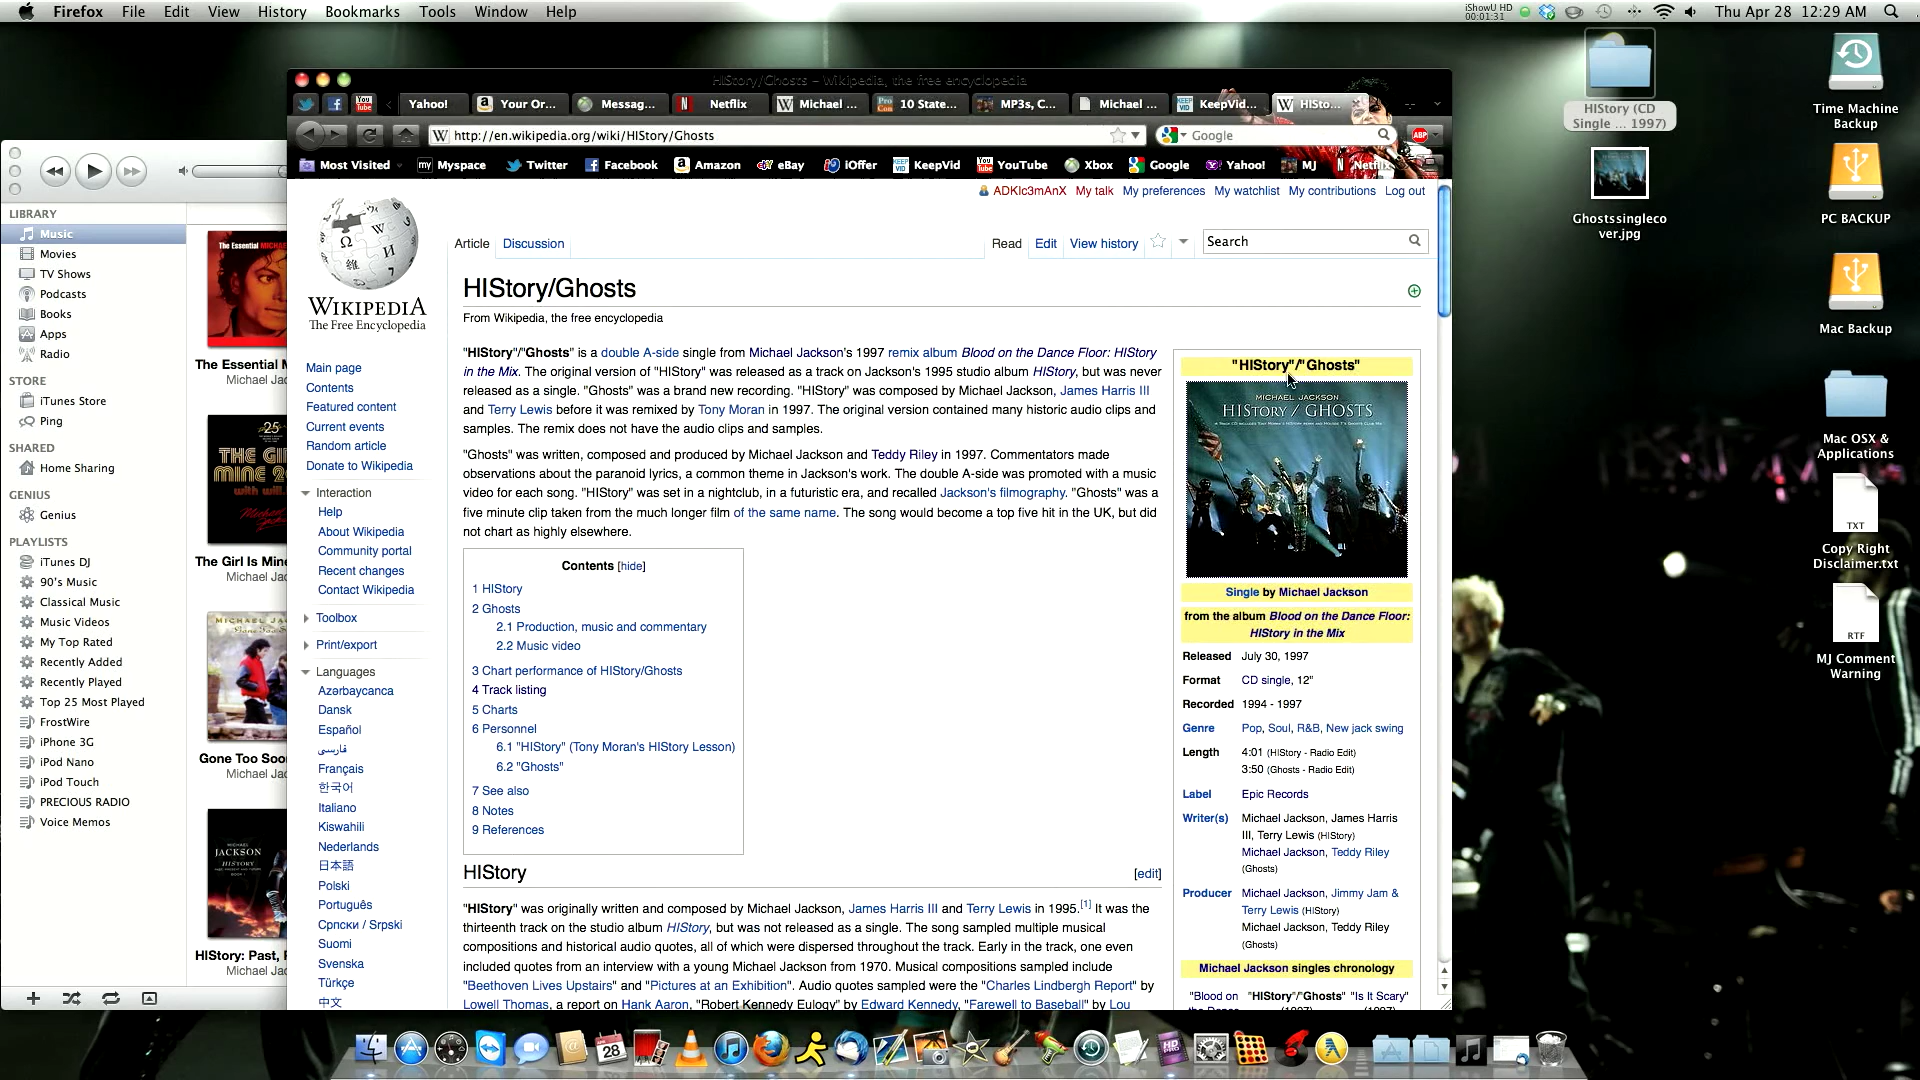 Firefox File Edit View History Bookmarks Tools Window Help
iShowU HD
00:01:31
Thu Apr 28 12:29 AM
HIStory/Ghosts – Wikipedia, the free encyclopedia
Yahoo! Your Or... Messag... Netflix Michael ... 10 State... MP3s, C... Michael ... KeepVid... HISto...
http://en.wikipedia.org/wiki/HIStory/Ghosts
Google
ABP
Most Visited Myspace Twitter Facebook Amazon eBay iOffer KeepVid YouTube Xbox Google Yahoo! MJ Netflix
ADKIc3mAnX My talk My preferences My watchlist My contributions Log out
Article Discussion Read Edit View history Search
WIKIPEDIA
The Free Encyclopedia
Main page
Contents
Featured content
Current events
Random article
Donate to Wikipedia
Interaction
Help
About Wikipedia
Community portal
Recent changes
Contact Wikipedia
Toolbox
Print/export
Languages
Azərbaycanca
Dansk
Español
فارسی
Français
한국어
Italiano
Kiswahili
Nederlands
日本語
Polski
Português
Српски / Srpski
Suomi
Svenska
Türkçe
中文
HIStory/Ghosts
From Wikipedia, the free encyclopedia
"HIStory"/"Ghosts" is a double A-side single from Michael Jackson's 1997 remix album Blood on the Dance Floor: HIStory
in the Mix. The original version of "HIStory" was released as a track on Jackson's 1995 studio album HIStory, but was never
released as a single. "Ghosts" was a brand new recording. "HIStory" was composed by Michael Jackson, James Harris III
and Terry Lewis before it was remixed by Tony Moran in 1997. The original version contained many historic audio clips and
samples. The remix does not have the audio clips and samples.
"Ghosts" was written, composed and produced by Michael Jackson and Teddy Riley in 1997. Commentators made
observations about the paranoid lyrics, a common theme in Jackson's work. The double A-side was promoted with a music
video for each song. "HIStory" was set in a nightclub, in a futuristic era, and recalled Jackson's filmography. "Ghosts" was a
five minute clip taken from the much longer film of the same name. The song would become a top five hit in the UK, but did
not chart as highly elsewhere.
Contents [hide]
1 HIStory
2 Ghosts
2.1 Production, music and commentary
2.2 Music video
3 Chart performance of HIStory/Ghosts
4 Track listing
5 Charts
6 Personnel
6.1 "HIStory" (Tony Moran's HIStory Lesson)
6.2 "Ghosts"
7 See also
8 Notes
9 References
HIStory [edit]
"HIStory" was originally written and composed by Michael Jackson, James Harris III and Terry Lewis in 1995.[1] It was the
thirteenth track on the studio album HIStory, but was not released as a single. The song sampled multiple musical
compositions and historical audio quotes, all of which were dispersed throughout the track. Early in the track, one even
included quotes from an interview with a young Michael Jackson from 1970. Musical compositions sampled include
"Beethoven Lives Upstairs" and "Pictures at an Exhibition". Audio quotes sampled were the "Charles Lindbergh Report" by
Lowell Thomas, a report on Hank Aaron, "Robert Kennedy Eulogy" by Edward Kennedy, "Farewell to Baseball" by Lou
"HIStory"/"Ghosts"
MICHAEL JACKSON
HISTORY / GHOSTS
Single by Michael Jackson
from the album Blood on the Dance Floor:
HIStory in the Mix
Released July 30, 1997
Format CD single, 12"
Recorded 1994 - 1997
Genre Pop, Soul, R&B, New jack swing
Length 4:01 (HIStory - Radio Edit)
3:50 (Ghosts - Radio Edit)
Label Epic Records
Writer(s) Michael Jackson, James Harris
III, Terry Lewis (HIStory)
Michael Jackson, Teddy Riley
(Ghosts)
Producer Michael Jackson, Jimmy Jam &
Terry Lewis (HIStory)
Michael Jackson, Teddy Riley
(Ghosts)
Michael Jackson singles chronology
"Blood on "HIStory"/"Ghosts" "Is It Scary"
LIBRARY
Music
Movies
TV Shows
Podcasts
Books
Apps
Radio
STORE
iTunes Store
Ping
SHARED
Home Sharing
GENIUS
Genius
PLAYLISTS
iTunes DJ
90's Music
Classical Music
Music Videos
My Top Rated
Recently Added
Recently Played
Top 25 Most Played
FrostWire
iPhone 3G
iPod Nano
iPod Touch
PRECIOUS RADIO
Voice Memos
The Essential M
Michael Jac
25
THE GI
MINE 2
with wil
The Girl Is Mine
Michael Jac
Gone Too Soo
Michael Jac
MICHAEL
JACKSON
HISTORY
HIStory: Past, P
Michael Jac
HIStory (CD
Single ... 1997)
Ghostssingleco
ver.jpg
Time Machine
Backup
PC BACKUP
Mac Backup
Mac OSX &
Applications
TXT
Copy Right
Disclaimer.txt
RTF
MJ Comment
Warning
28